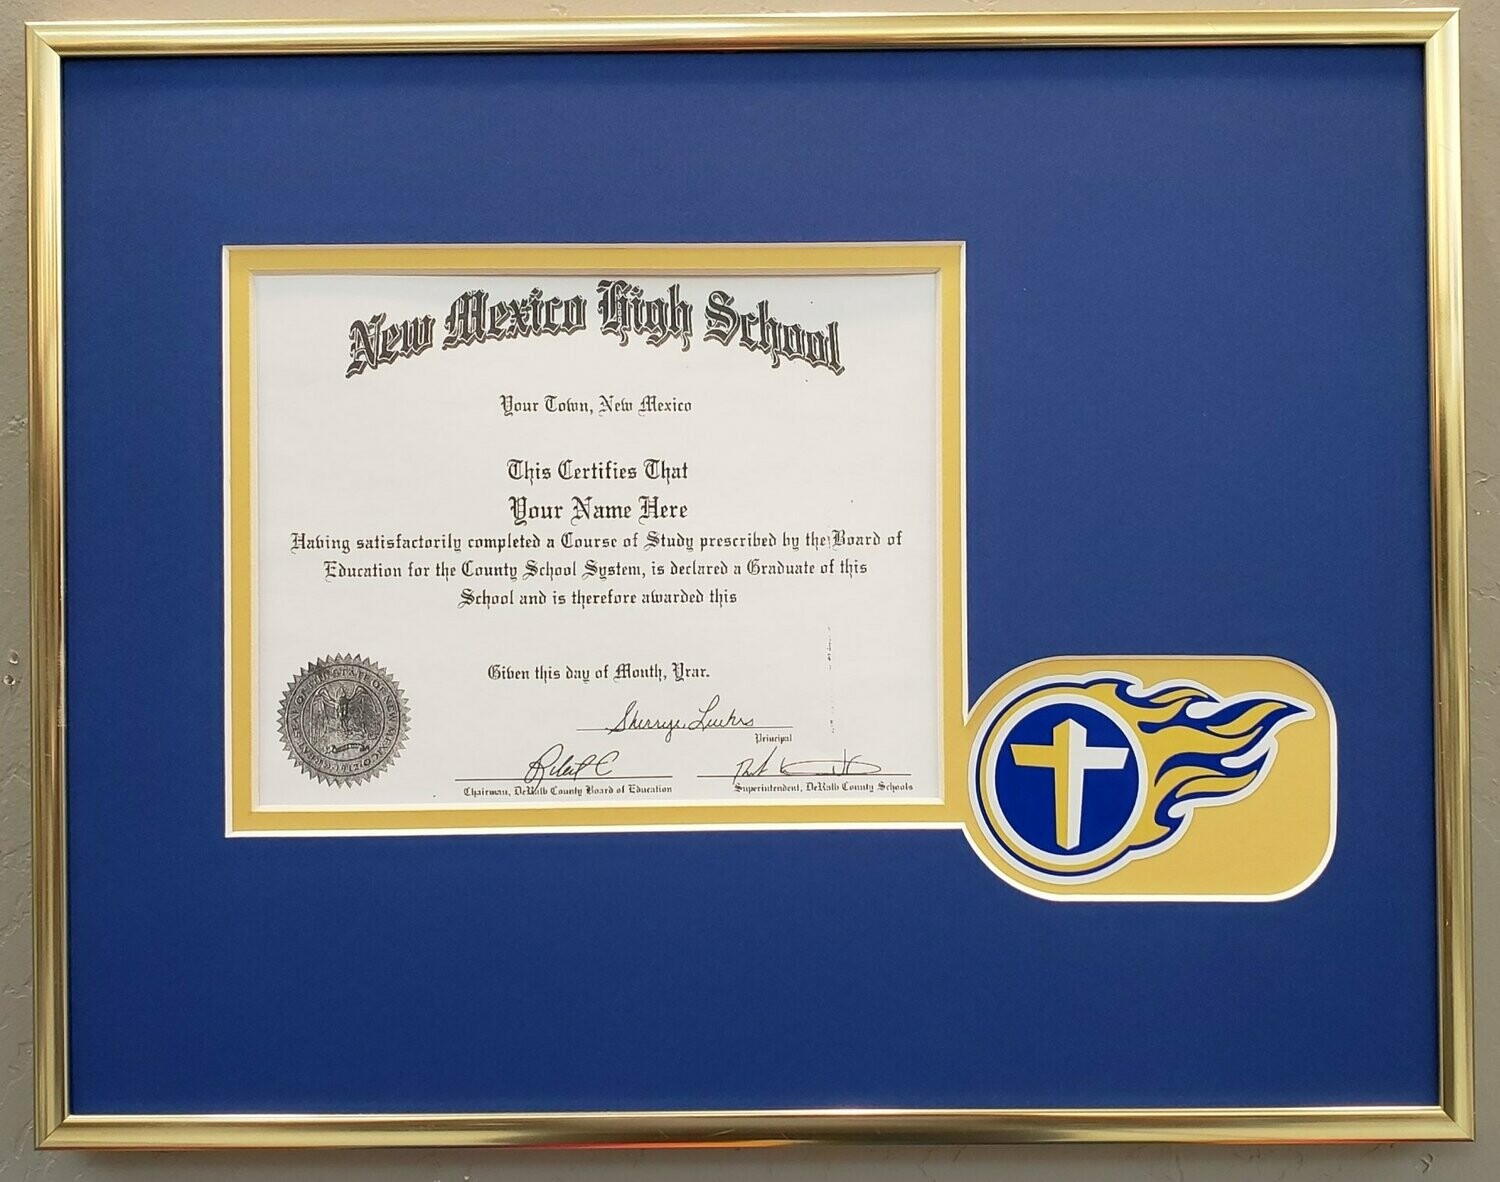 New Mexico High School
Your Town, New Mexico
This Certifies That
Your Name Here
Having satisfactorily completed a Course of Study prescribed by the Board of
Education for the County School System, is declared a Graduate of this
School and is therefore awarded this
Given this day of Month, Yrar.
Principal
Chairman, DeKalb County Board of Education
Superintendent, DeKalb County Schools